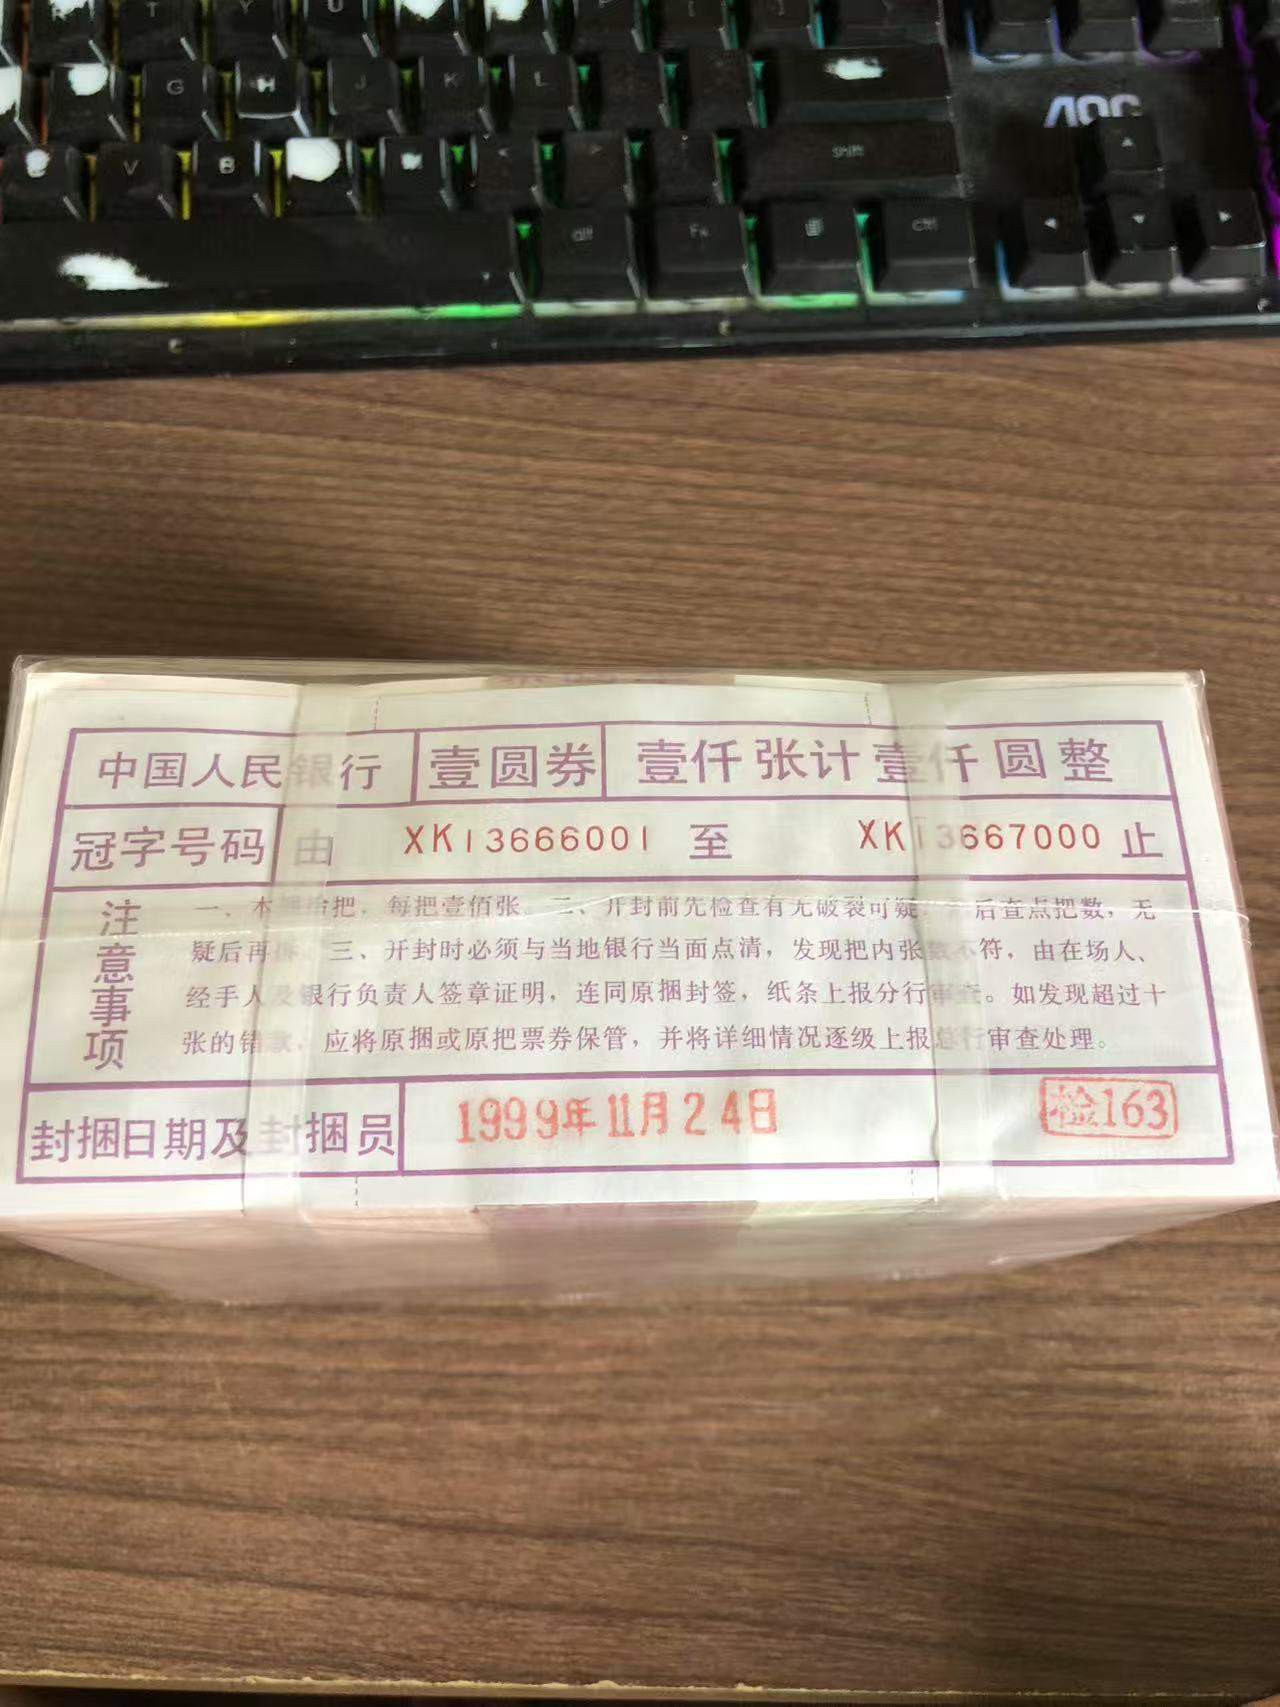 T Y U
G H J K L
AOC
V B < > shift
alt Fn ctrl
中国人民银行 壹圆券 壹仟张计壹仟圆整
冠字号码 由 XK13666001 至 XK13667000 止
注意事项
一、本 拾把，每把壹佰张。二、开封前先检查有无破裂可疑， 后查点把数，无
疑后再拆。三、开封时必须与当地银行当面点清，发现把内张数不符，由在场人、
经手人及银行负责人签章证明，连同原捆封签，纸条上报分行审查。如发现超过十
张的错款，应将原捆或原把票券保管，并将详细情况逐级上报总行审查处理。
封捆日期及封捆员 1999年11月24日 检163